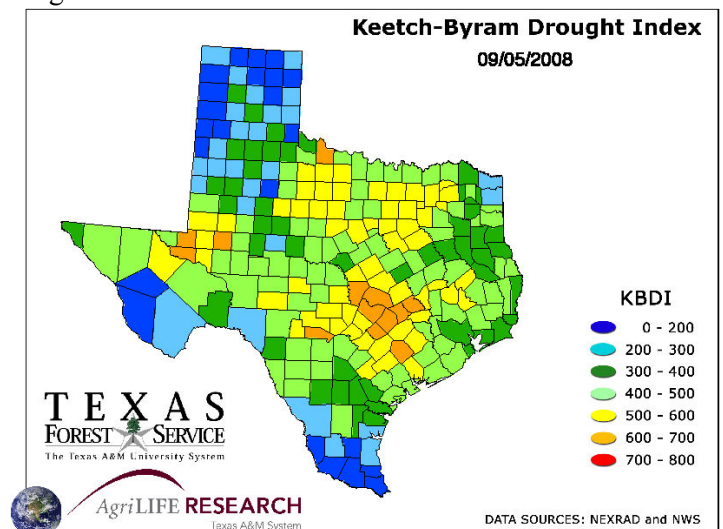 Keetch-Byram Drought Index
09/05/2008
KBDI
0 - 200
200 - 300
300 - 400
400 - 500
500 - 600
600 - 700
700 - 800
TEXAS
FOREST SERVICE
The Texas A&M University System
AgriLIFE RESEARCH
Texas A&M System
DATA SOURCES: NEXRAD and NWS